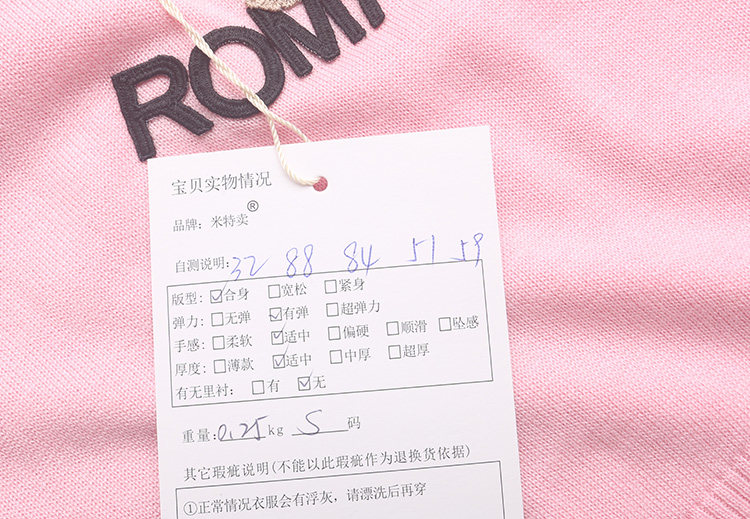 ROM
宝贝实物情况
品牌: 米特卖®
自测说明: 32 88 84 51 59
版型: ☑合身 □宽松 □紧身
弹力: □无弹 ☑有弹 □超弹力
手感: □柔软 ☑适中 □偏硬 □顺滑 □坠感
厚度: □薄款 ☑适中 □中厚 □超厚
有无里衬: □有 ☑无
重量: 0.25 kg S 码
其它瑕疵说明(不能以此瑕疵作为退换货依据)
①正常情况衣服会有浮灰，请漂洗后再穿